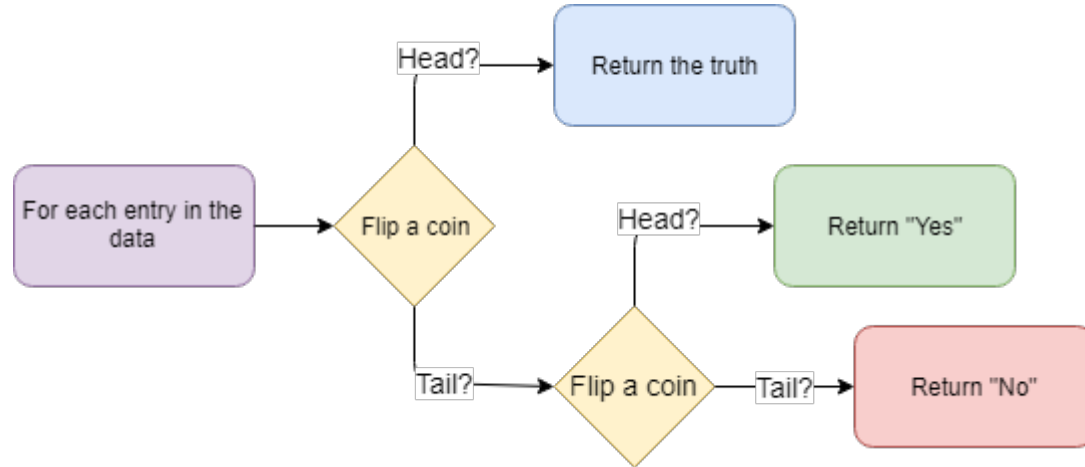 Head?
Return the truth
For each entry in the
data
Flip a coin
Head?
Return "Yes"
Tail?
Flip a coin
Tail?
Return "No"